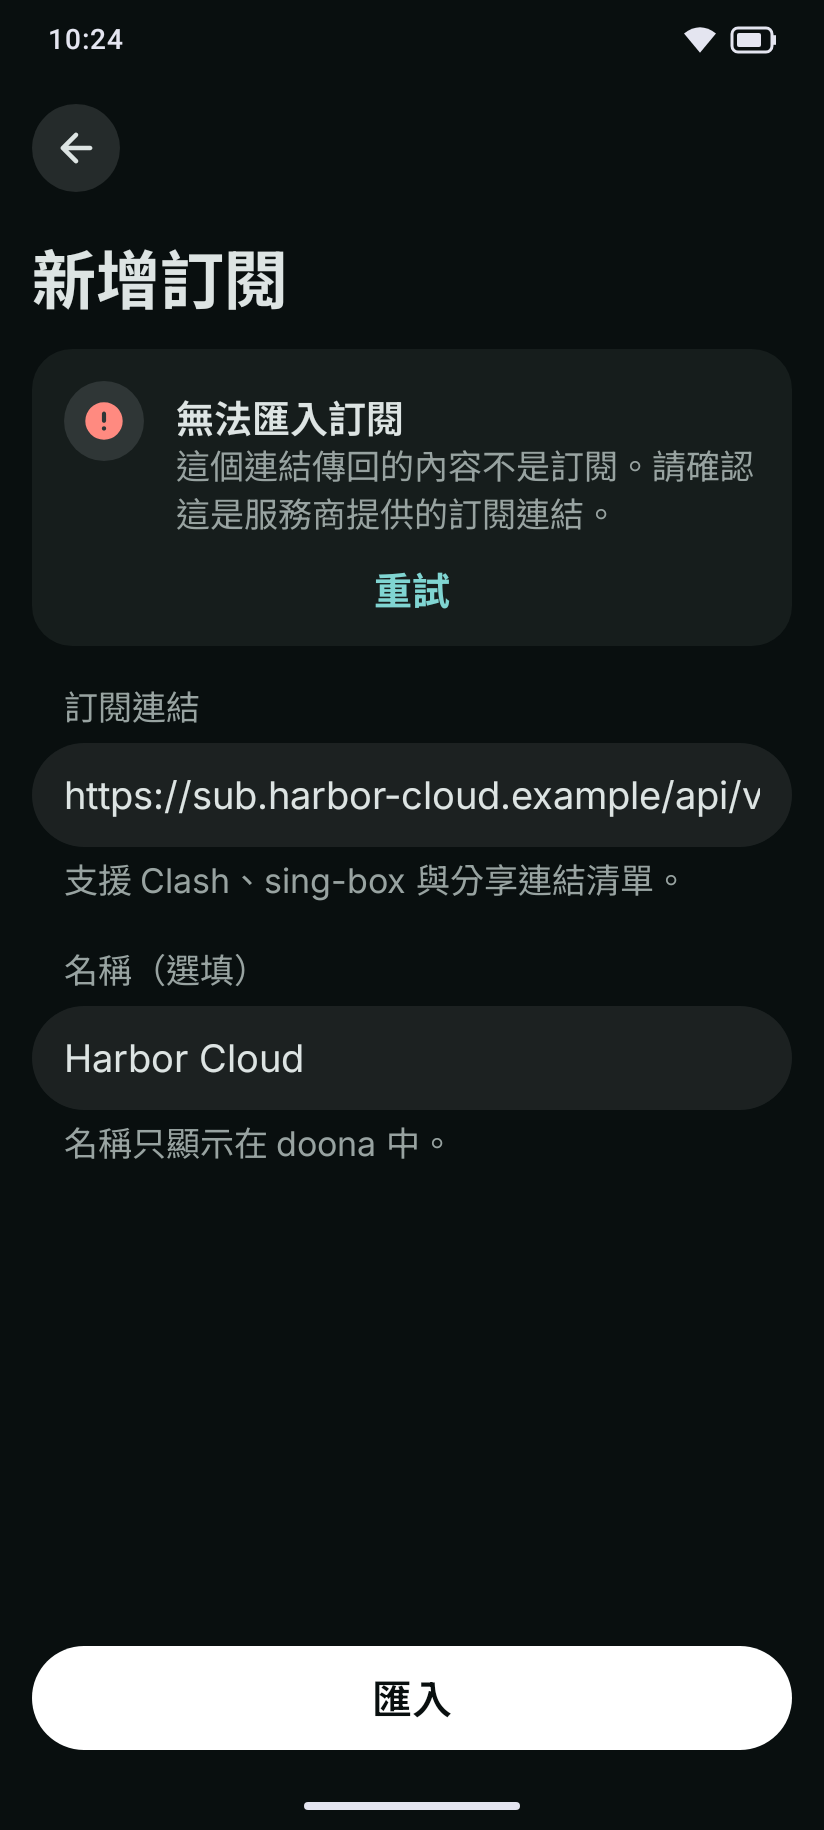 10:24
新增訂閱
無法匯入訂閱
這個連結傳回的內容不是訂閱。請確認
這是服務商提供的訂閱連結。
重試
訂閱連結
https://sub.harbor-cloud.example/api/v
支援 Clash、sing-box 與分享連結清單。
名稱（選填）
Harbor Cloud
名稱只顯示在 doona 中。
匯入